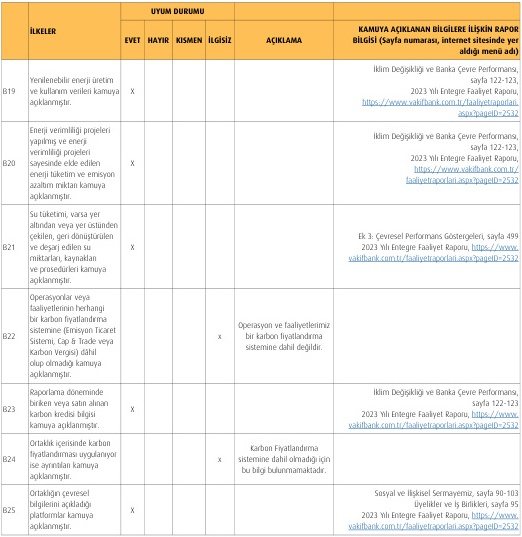 UYUM DURUMU
İLKELER
EVET HAYIR KISMEN İLGİSİZ AÇIKLAMA
KAMUYA AÇIKLANAN BİLGİLERE İLİŞKİN RAPOR
BİLGİSİ (Sayfa numarası, internet sitesinde yer
aldığı menü adı)
B19
Yenilenebilir enerji üretim
ve kullanım verileri kamuya
açıklanmıştır.
X
İklim Değişikliği ve Banka Çevre Performansı,
sayfa 122-123,
2023 Yılı Entegre Faaliyet Raporu,
https://www.vakifbank.com.tr/faaliyetraporlari.
aspx?pageID=2532
B20
Enerji verimliliği projeleri
yapılmış ve enerji
verimliliği projeleri
sayesinde elde edilen
enerji tüketim ve emisyon
azaltım miktarı kamuya
açıklanmıştır.
X
İklim Değişikliği ve Banka Çevre Performansı,
sayfa 122-123,
2023 Yılı Entegre Faaliyet Raporu,
https://www.vakifbank.com.tr/
faaliyetraporlari.aspx?pageID=2532
B21
Su tüketimi, varsa yer
altından veya yer üstünden
çekilen, geri dönüştürülen
ve deşarj edilen su
miktarları, kaynakları
ve prosedürleri kamuya
açıklanmıştır.
X
Ek 3: Çevresel Performans Göstergeleri, sayfa 499
2023 Yılı Entegre Faaliyet Raporu, https://www.
vakifbank.com.tr/faaliyetraporlari.aspx?pageID=2532
B22
Operasyonlar veya
faaliyetlerinin herhangi
bir karbon fiyatlandırma
sistemine (Emisyon Ticaret
Sistemi, Cap & Trade veya
Karbon Vergisi) dâhil
olup olmadığı kamuya
açıklanmıştır.
x
Operasyon ve faaliyetlerimiz
bir karbon fiyatlandırma
sistemine dahil değildir.
B23
Raporlama döneminde
biriken veya satın alınan
karbon kredisi bilgisi
kamuya açıklanmıştır.
X
İklim Değişikliği ve Banka Çevre Performansı,
sayfa 122-123
2023 Yılı Entegre Faaliyet Raporu, https://www.
vakifbank.com.tr/faaliyetraporlari.aspx?pageID=2532
B24
Ortaklık içerisinde karbon
fiyatlandırması uygulanıyor
ise ayrıntıları kamuya
açıklanmıştır.
x
Karbon Fiyatlandırma
sistemine dahil olmadığı için
bu bilgi bulunmamaktadır.
B25
Ortaklığın çevresel
bilgilerini açıkladığı
platformlar kamuya
açıklanmıştır.
X
Sosyal ve İlişkisel Sermayemiz, sayfa 90-103
Üyelikler ve İş Birlikleri, sayfa 95
2023 Yılı Entegre Faaliyet Raporu, https://www.
vakifbank.com.tr/faaliyetraporlari.aspx?pageID=2532